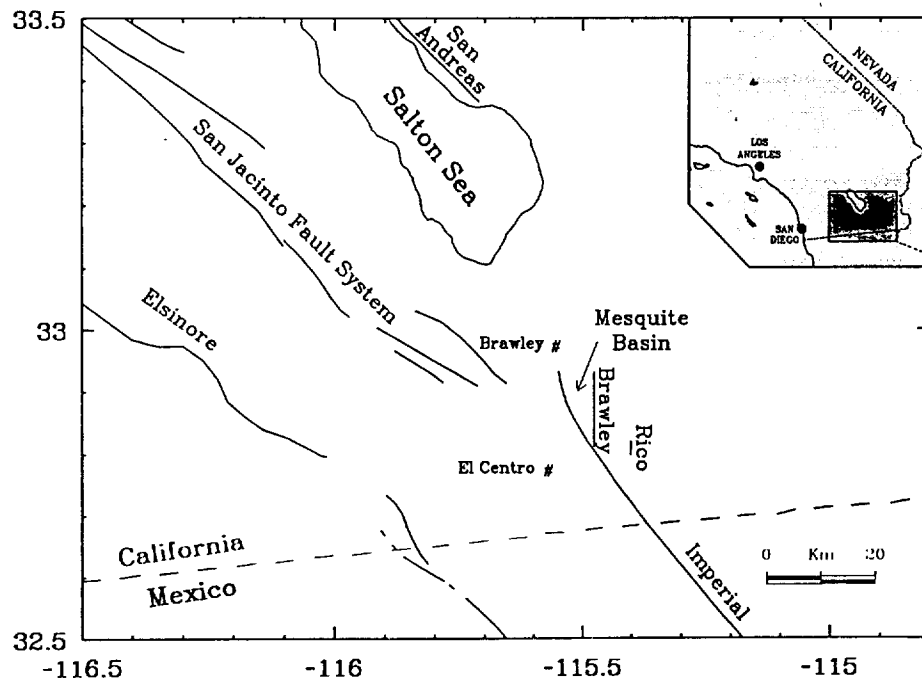 33.5
33
32.5
-116.5
-116
-115.5
-115
San
Andreas
Salton Sea
San Jacinto Fault System
Elsinore
Brawley #
Mesquite
Basin
Brawley
Rico
El Centro #
California
Mexico
Imperial
0 Km 20
NEVADA
CALIFORNIA
LOS
ANGELES
SAN
DIEGO